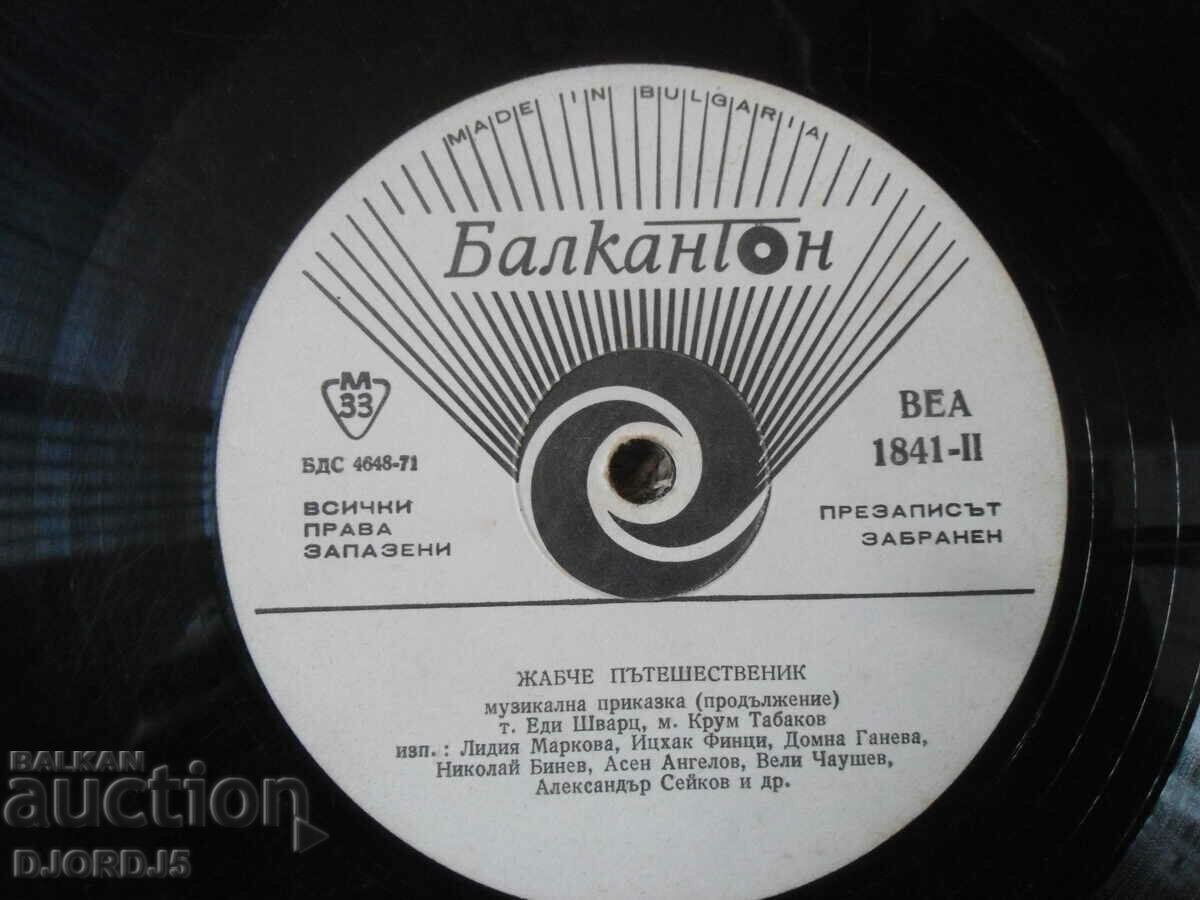 MADE IN BULGARIA
Балкантон
М
33
БДС 4648-71
ВСИЧКИ
ПРАВА
ЗАПАЗЕНИ
ВЕА
1841-II
ПРЕЗАПИСЪТ
ЗАБРАНЕН
ЖАБЧЕ ПЪТЕШЕСТВЕНИК
музикална приказка (продължение)
т. Еди Шварц, м. Крум Табаков
изп.: Лидия Маркова, Ицхак Финци, Домна Ганева,
Николай Бинев, Асен Ангелов, Вели Чаушев,
Александър Сейков и др.
BALKAN
auction
DJORDJ5